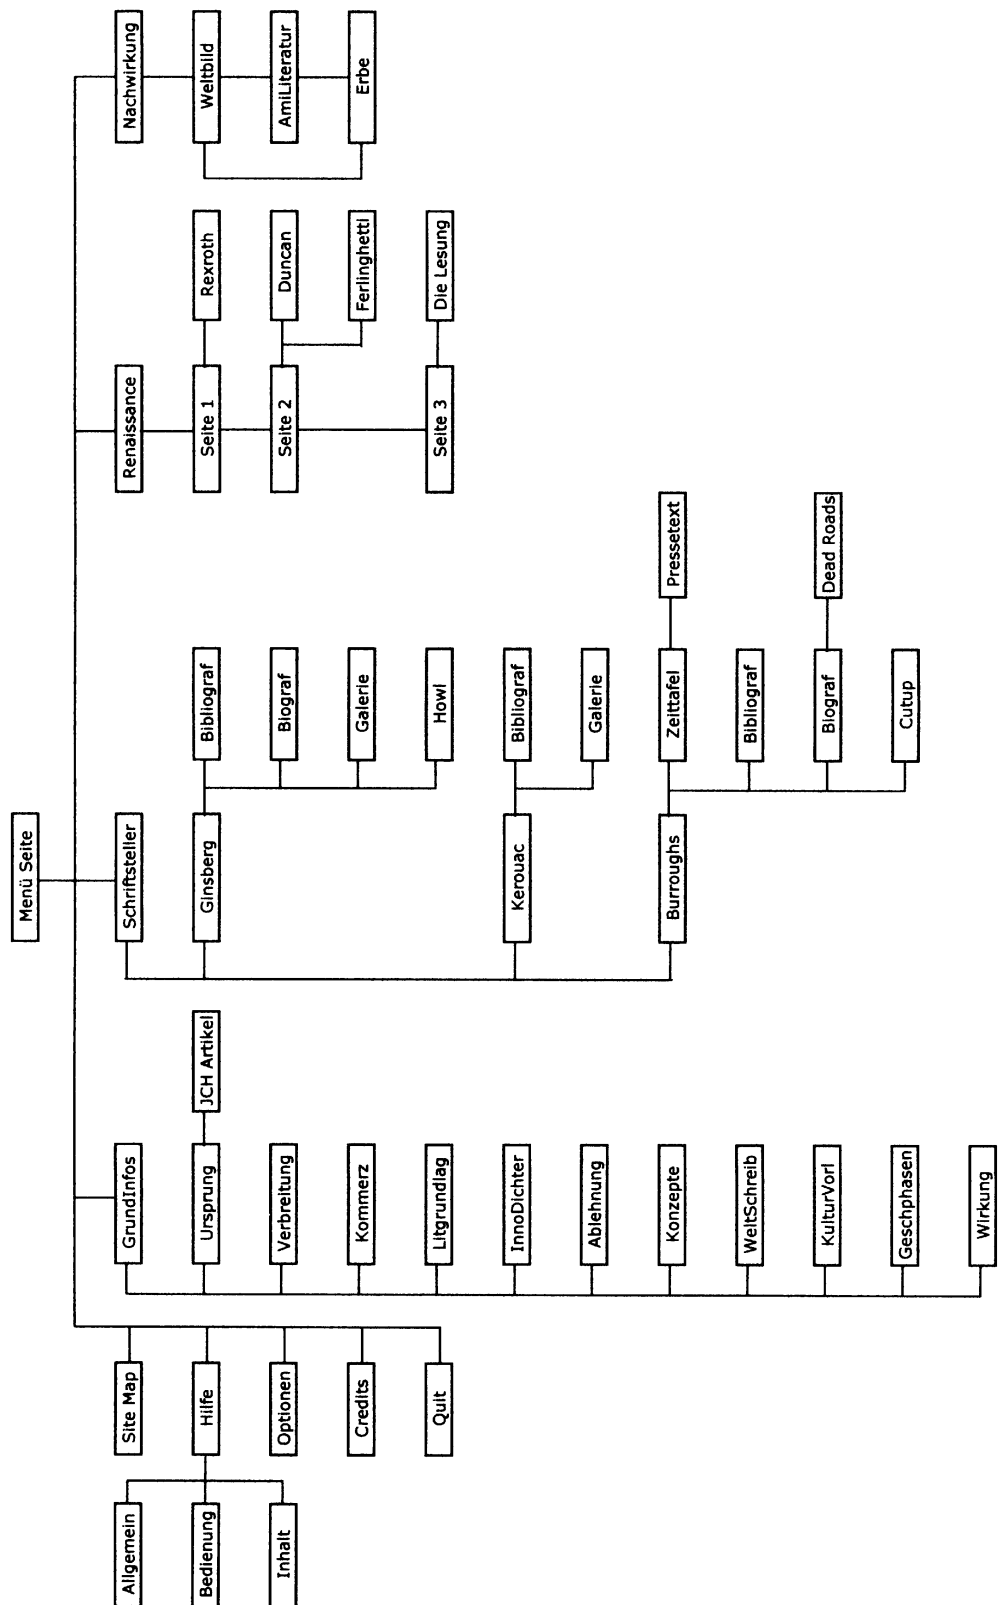 Menü Seite
Site Map
Hilfe
Optionen
Credits
Quit
Allgemein
Bedienung
Inhalt
GrundInfos
Ursprung
JCH Artikel
Verbreitung
Kommerz
Litgrundlag
InnoDichter
Ablehnung
Konzepte
WeltSchreib
KulturVorl
Geschphasen
Wirkung
Schriftsteller
Ginsberg
Bibliograf
Biograf
Galerie
Howl
Kerouac
Bibliograf
Galerie
Burroughs
Zeittafel
Pressetext
Bibliograf
Biograf
Dead Roads
Cutup
Renaissance
Seite 1
Rexroth
Seite 2
Duncan
Ferlinghetti
Seite 3
Die Lesung
Nachwirkung
Weltbild
AmiLiteratur
Erbe